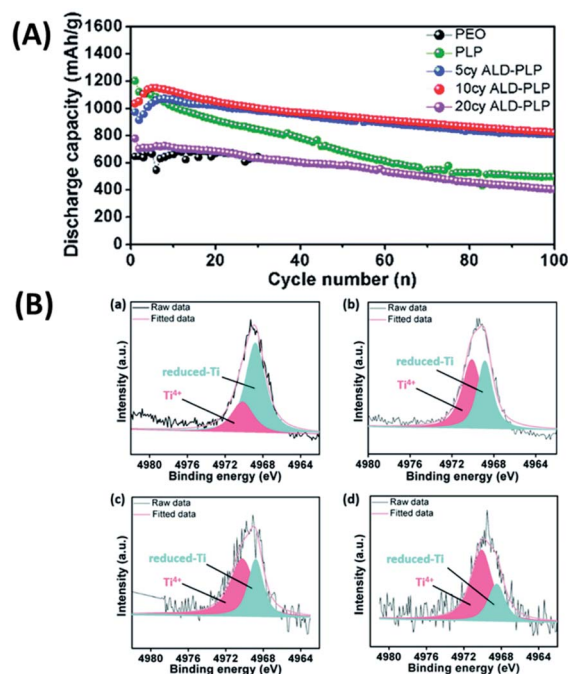 (A)
Discharge capacity (mAh/g)
1600
1400
1200
1000
800
600
400
200
0
PEO
PLP
5cy ALD-PLP
10cy ALD-PLP
20cy ALD-PLP
0 20 40 60 80 100
Cycle number (n)
(B)
(a)
Raw data
Fitted data
reduced-Ti
Ti⁴⁺
Intensity (a.u.)
4980 4976 4972 4968 4964
Binding energy (eV)
(b)
Raw data
Fitted data
reduced-Ti
Ti⁴⁺
Intensity (a.u.)
4980 4976 4972 4968 4964
Binding energy (eV)
(c)
Raw data
Fitted data
reduced-Ti
Ti⁴⁺
Intensity (a.u.)
4980 4976 4972 4968 4964
Binding energy (eV)
(d)
Raw data
Fitted data
reduced-Ti
Ti⁴⁺
Intensity (a.u.)
4980 4976 4972 4968 4964
Binding energy (eV)